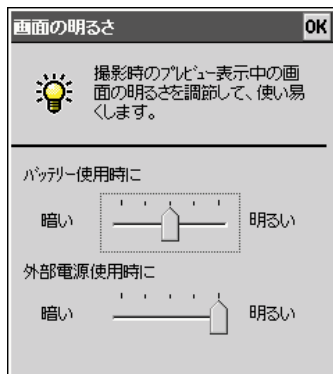 画面の明るさ OK
撮影時のﾌﾟﾚﾋﾞｭｰ表示中の画
面の明るさを調節して、使い易
くします。
ﾊﾞｯﾃﾘｰ使用時に
暗い 明るい
外部電源使用時に
暗い 明るい